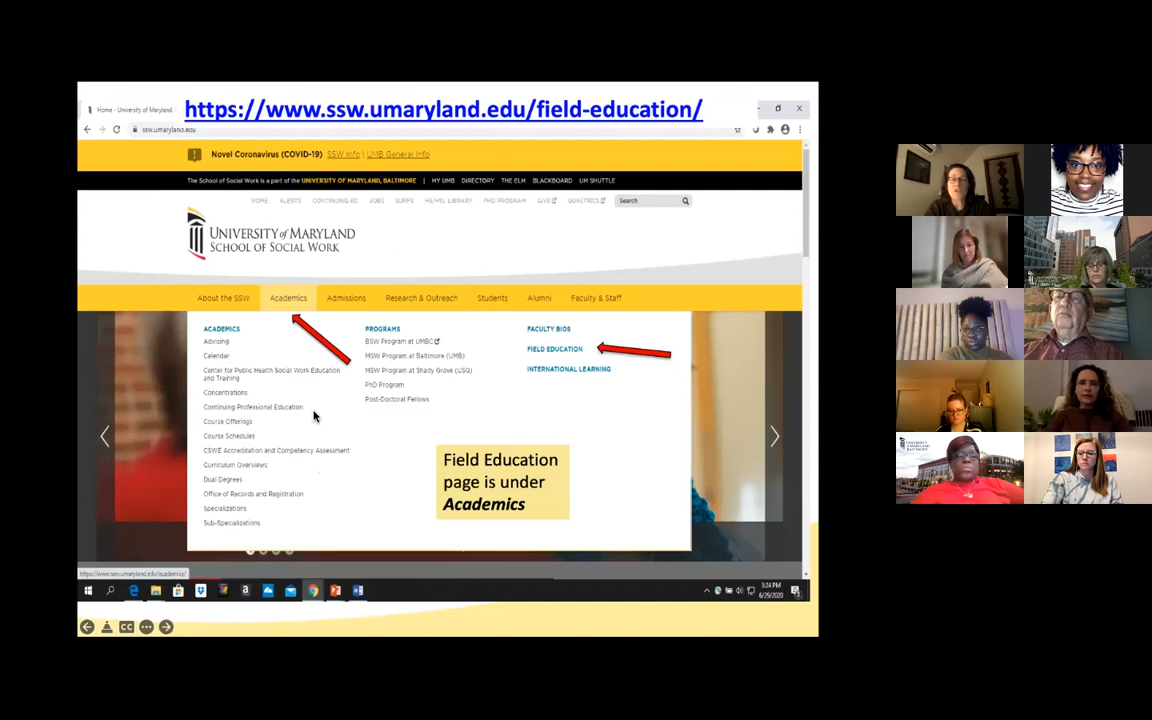 https://www.ssw.umaryland.edu/field-education/
Home - University of Maryland
ssw.umaryland.edu
Novel Coronavirus (COVID-19) SSW Info | UMB General Info
The School of Social Work is a part of the UNIVERSITY OF MARYLAND, BALTIMORE | MY UMB DIRECTORY THE ELM BLACKBOARD UM SHUTTLE
HOME ALERTS CONTINUING ED JOBS SURFS HS/HSL LIBRARY PHD PROGRAM GIVE QUALTRICS Search
UNIVERSITY of MARYLAND
SCHOOL OF SOCIAL WORK
About the SSW Academics Admissions Research & Outreach Students Alumni Faculty & Staff
ACADEMICS
Advising
Calendar
Center for Public Health Social Work Education
and Training
Concentrations
Continuing Professional Education
Course Offerings
Course Schedules
CSWE Accreditation and Competency Assessment
Curriculum Overviews
Dual Degrees
Office of Records and Registration
Specializations
Sub-Specializations
PROGRAMS
BSW Program at UMBC
MSW Program at Baltimore (UMB)
MSW Program at Shady Grove (USG)
PhD Program
Post-Doctoral Fellows
FACULTY BIOS
FIELD EDUCATION
INTERNATIONAL LEARNING
Field Education
page is under
Academics
https://www.ssw.umaryland.edu/academics/
3:24 PM
6/29/2020
CC
UNIVERSITY of MARYLAND
BALTIMORE